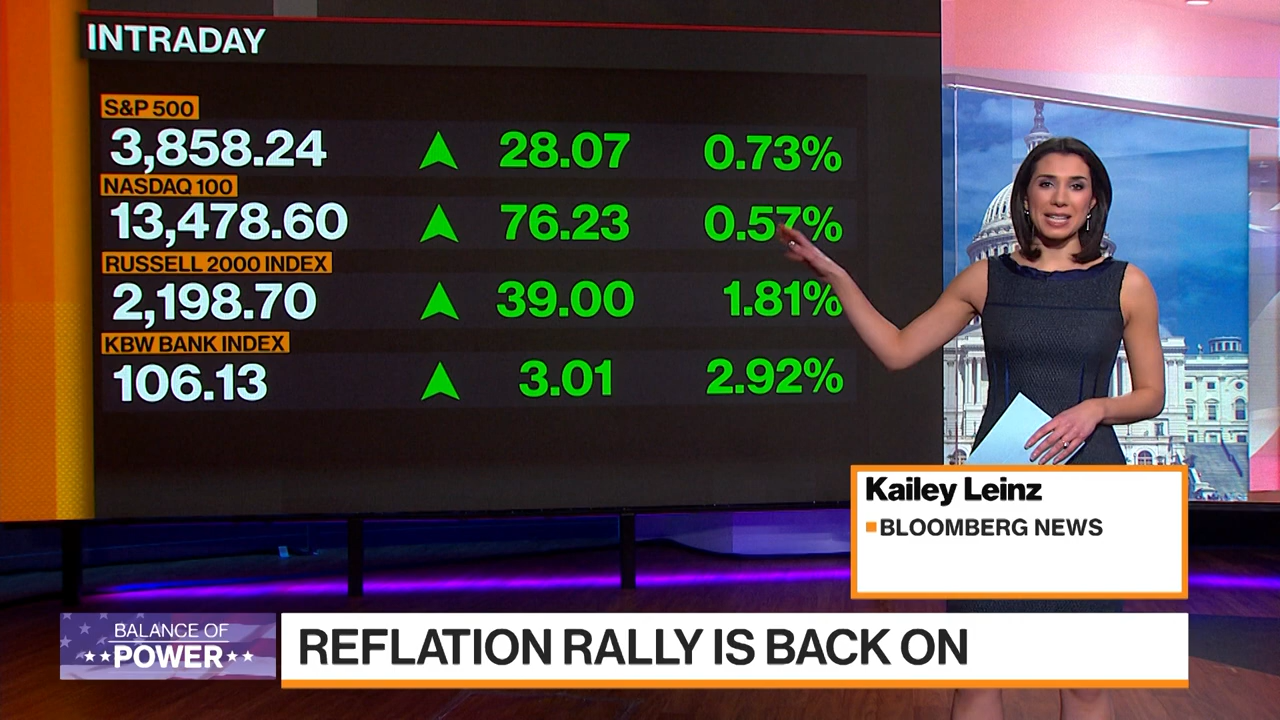 INTRADAY
S&P 500
3,858.24 ▲ 28.07 0.73%
NASDAQ 100
13,478.60 ▲ 76.23 0.57%
RUSSELL 2000 INDEX
2,198.70 ▲ 39.00 1.81%
KBW BANK INDEX
106.13 ▲ 3.01 2.92%
Kailey Leinz
BLOOMBERG NEWS
BALANCE OF
POWER
REFLATION RALLY IS BACK ON